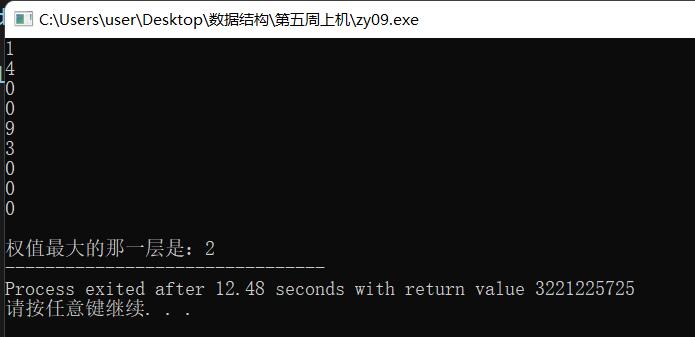 C:\Users\user\Desktop\数据结构\第五周上机\zy09.exe
1
4
0
0
9
3
0
0
0
权值最大的那一层是：2
--------------------------------
Process exited after 12.48 seconds with return value 3221225725
请按任意键继续. . .